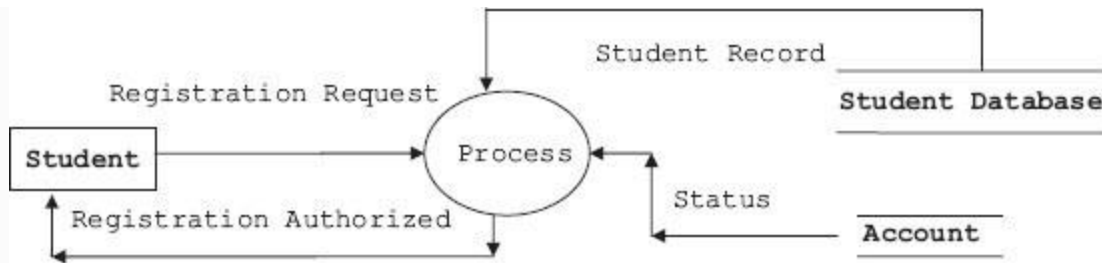 Student Record
Registration Request
Student Database
Process
Student
Status
Registration Authorized
Account